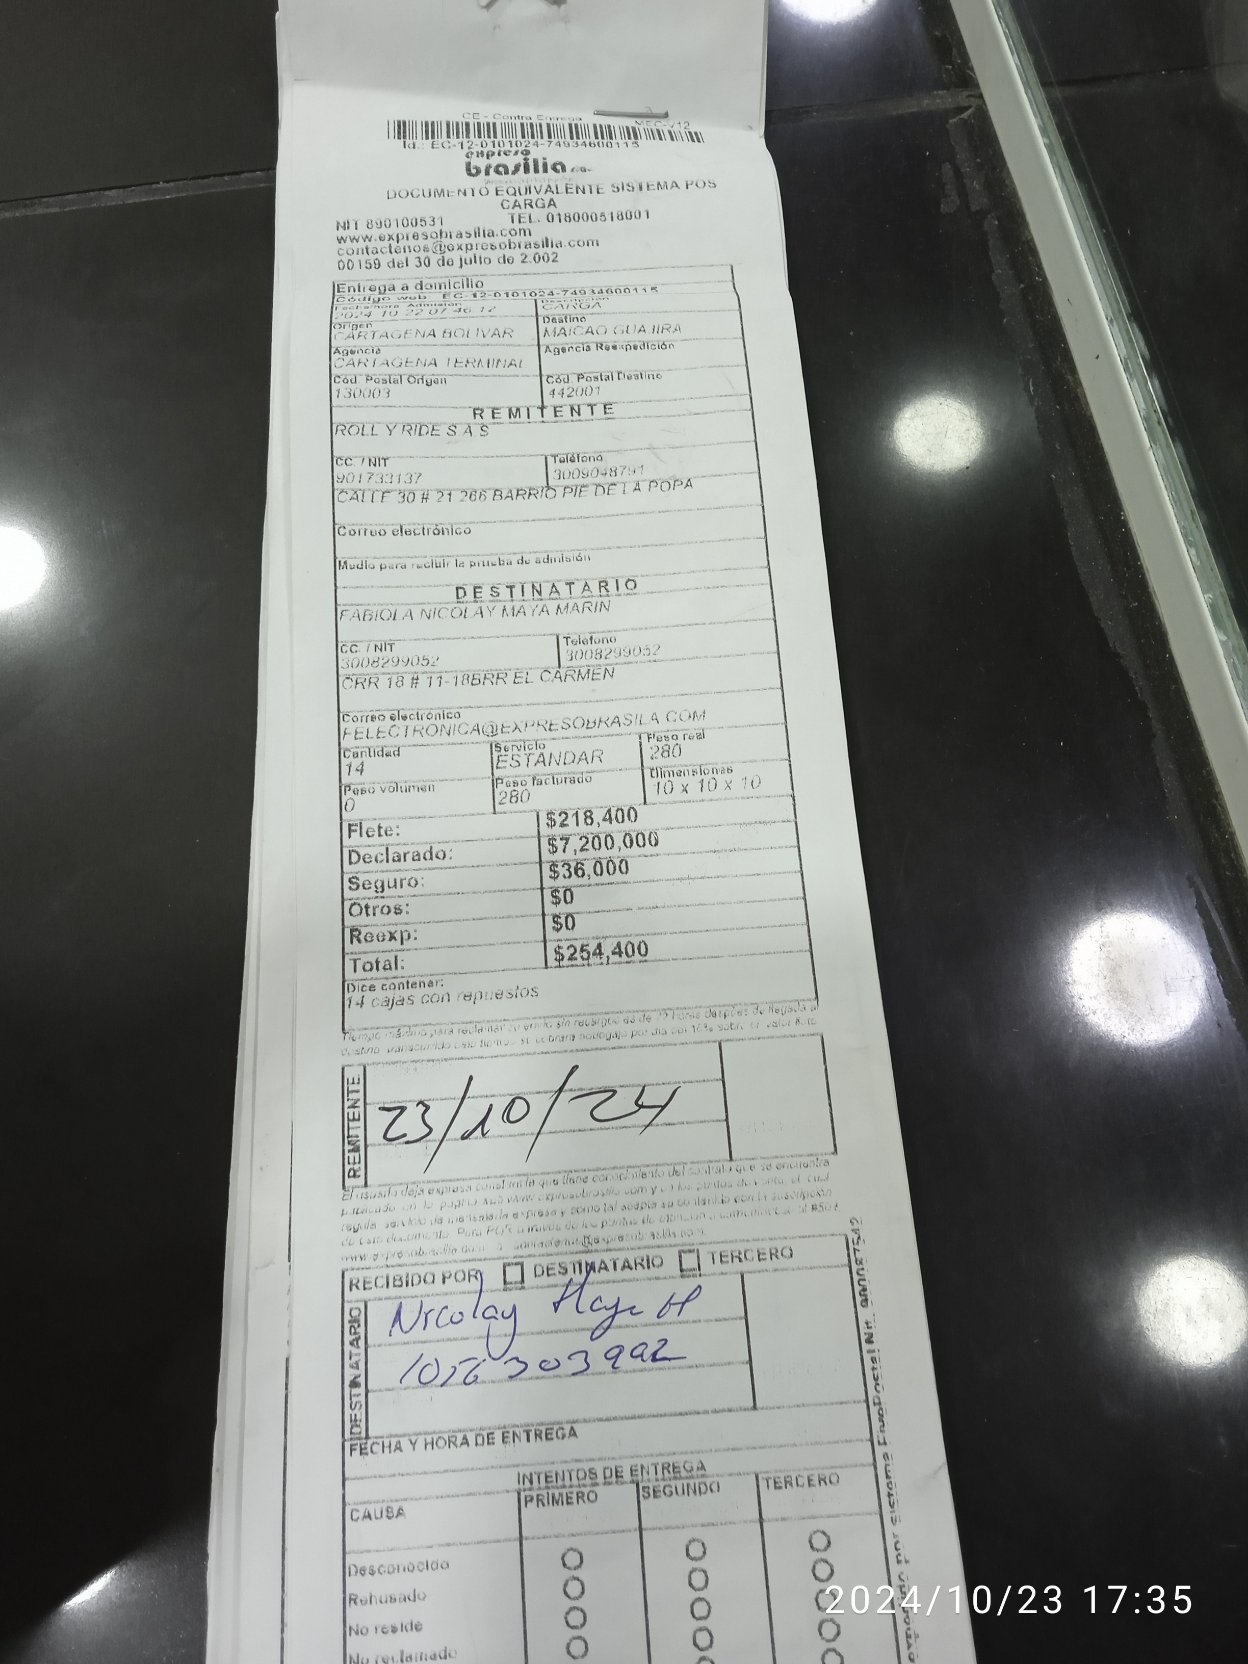 CE - Contra Entrega
MEC-V12
Id.: EC-12-0101024-74934600115
expreso
brasilia S.A.
DOCUMENTO EQUIVALENTE SISTEMA POS
CARGA
NIT 890100531 TEL. 018000518001
www.expresobrasilia.com
contactenos@expresobrasilia.com
00159 del 30 de julio de 2.002
Entrega a domicilio
Código web: EC-12-0101024-74934600115
Fecha/hora Admisión
2024 10 22 07 46 12
Descripción
CARGA
Origen
CARTAGENA BOLIVAR
Destino
MAICAO GUAJIRA
Agencia
CARTAGENA TERMINAL
Agencia Reexpedición
Cód. Postal Origen
130003
Cód. Postal Destino
442001
REMITENTE
ROLL Y RIDE S A S
CC. / NIT
901733137
Teléfono
3009048791
CALLE 30 # 21 266 BARRIO PIE DE LA POPA
Correo electrónico
Medio para recibir la prueba de admisión
DESTINATARIO
FABIOLA NICOLAY MAYA MARIN
CC. / NIT
3008299052
Teléfono
3008299052
CRR 18 # 11-18BRR EL CARMEN
Correo electrónico
FELECTRONICA@EXPRESOBRASILA.COM
Cantidad
14
Servicio
ESTANDAR
Peso real
280
Peso volumen
0
Peso facturado
280
Dimensiones
10 x 10 x 10
Flete: $218,400
Declarado: $7,200,000
Seguro: $36,000
Otros: $0
Reexp: $0
Total: $254,400
Dice contener:
14 cajas con repuestos
REMITENTE
23/10/24
RECIBIDO POR DESTINATARIO TERCERO
DESTINATARIO
Nicolay Maya M
FECHA Y HORA DE ENTREGA
INTENTOS DE ENTREGA
CAUSA PRIMERO SEGUNDO TERCERO
Desconocido
Rehusado
No reside
No reclamado
2024/10/23 17:35